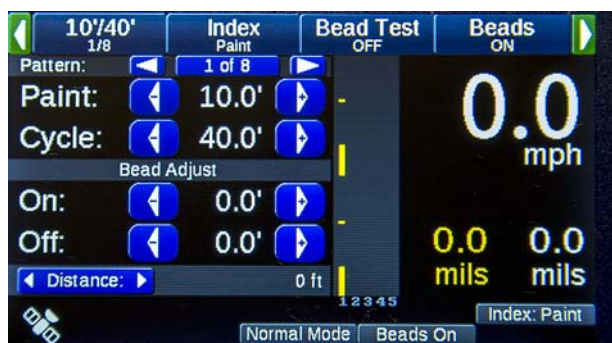 10'/40' Index Bead Test Beads
1/8 Paint OFF ON
Pattern: 1 of 8
Paint: - 10.0' +
Cycle: - 40.0' +
0.0
mph
Bead Adjust
On: - 0.0' +
Off: - 0.0' +
0.0 0.0
mils mils
Distance: 0 ft
12345
Index: Paint
Normal Mode Beads On